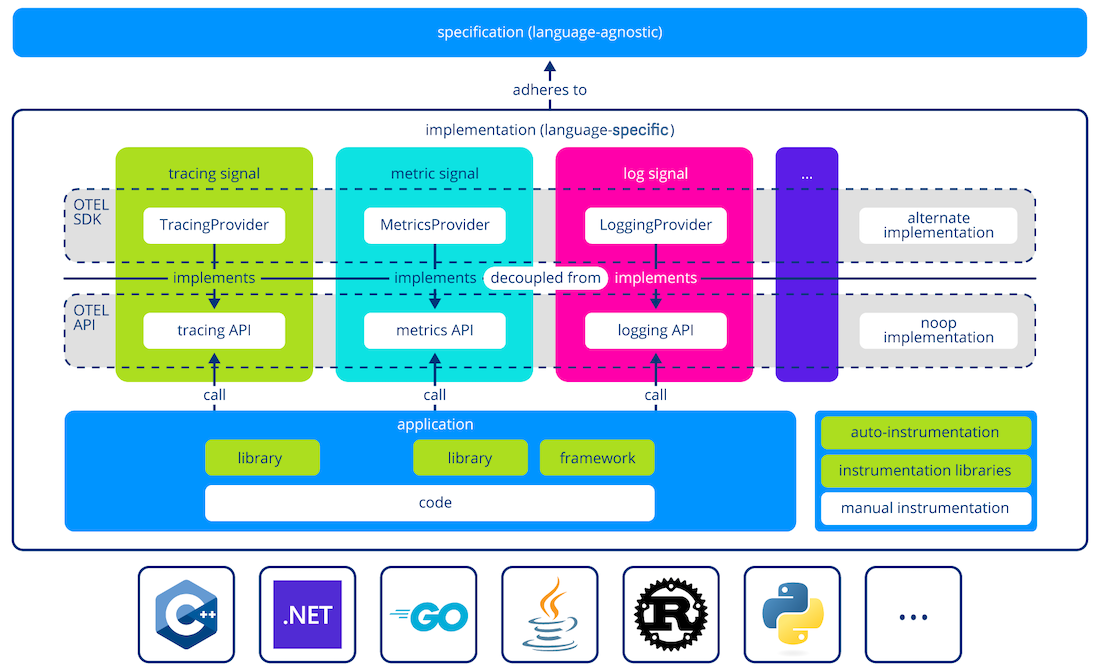 specification (language-agnostic)
adheres to
implementation (language-specific)
tracing signal
metric signal
log signal
...
OTEL
SDK
TracingProvider
MetricsProvider
LoggingProvider
alternate
implementation
implements
implements
decoupled from
implements
OTEL
API
tracing API
metrics API
logging API
noop
implementation
call
call
call
application
library
library
framework
code
auto-instrumentation
instrumentation libraries
manual instrumentation
C++
.NET
GO
R
...